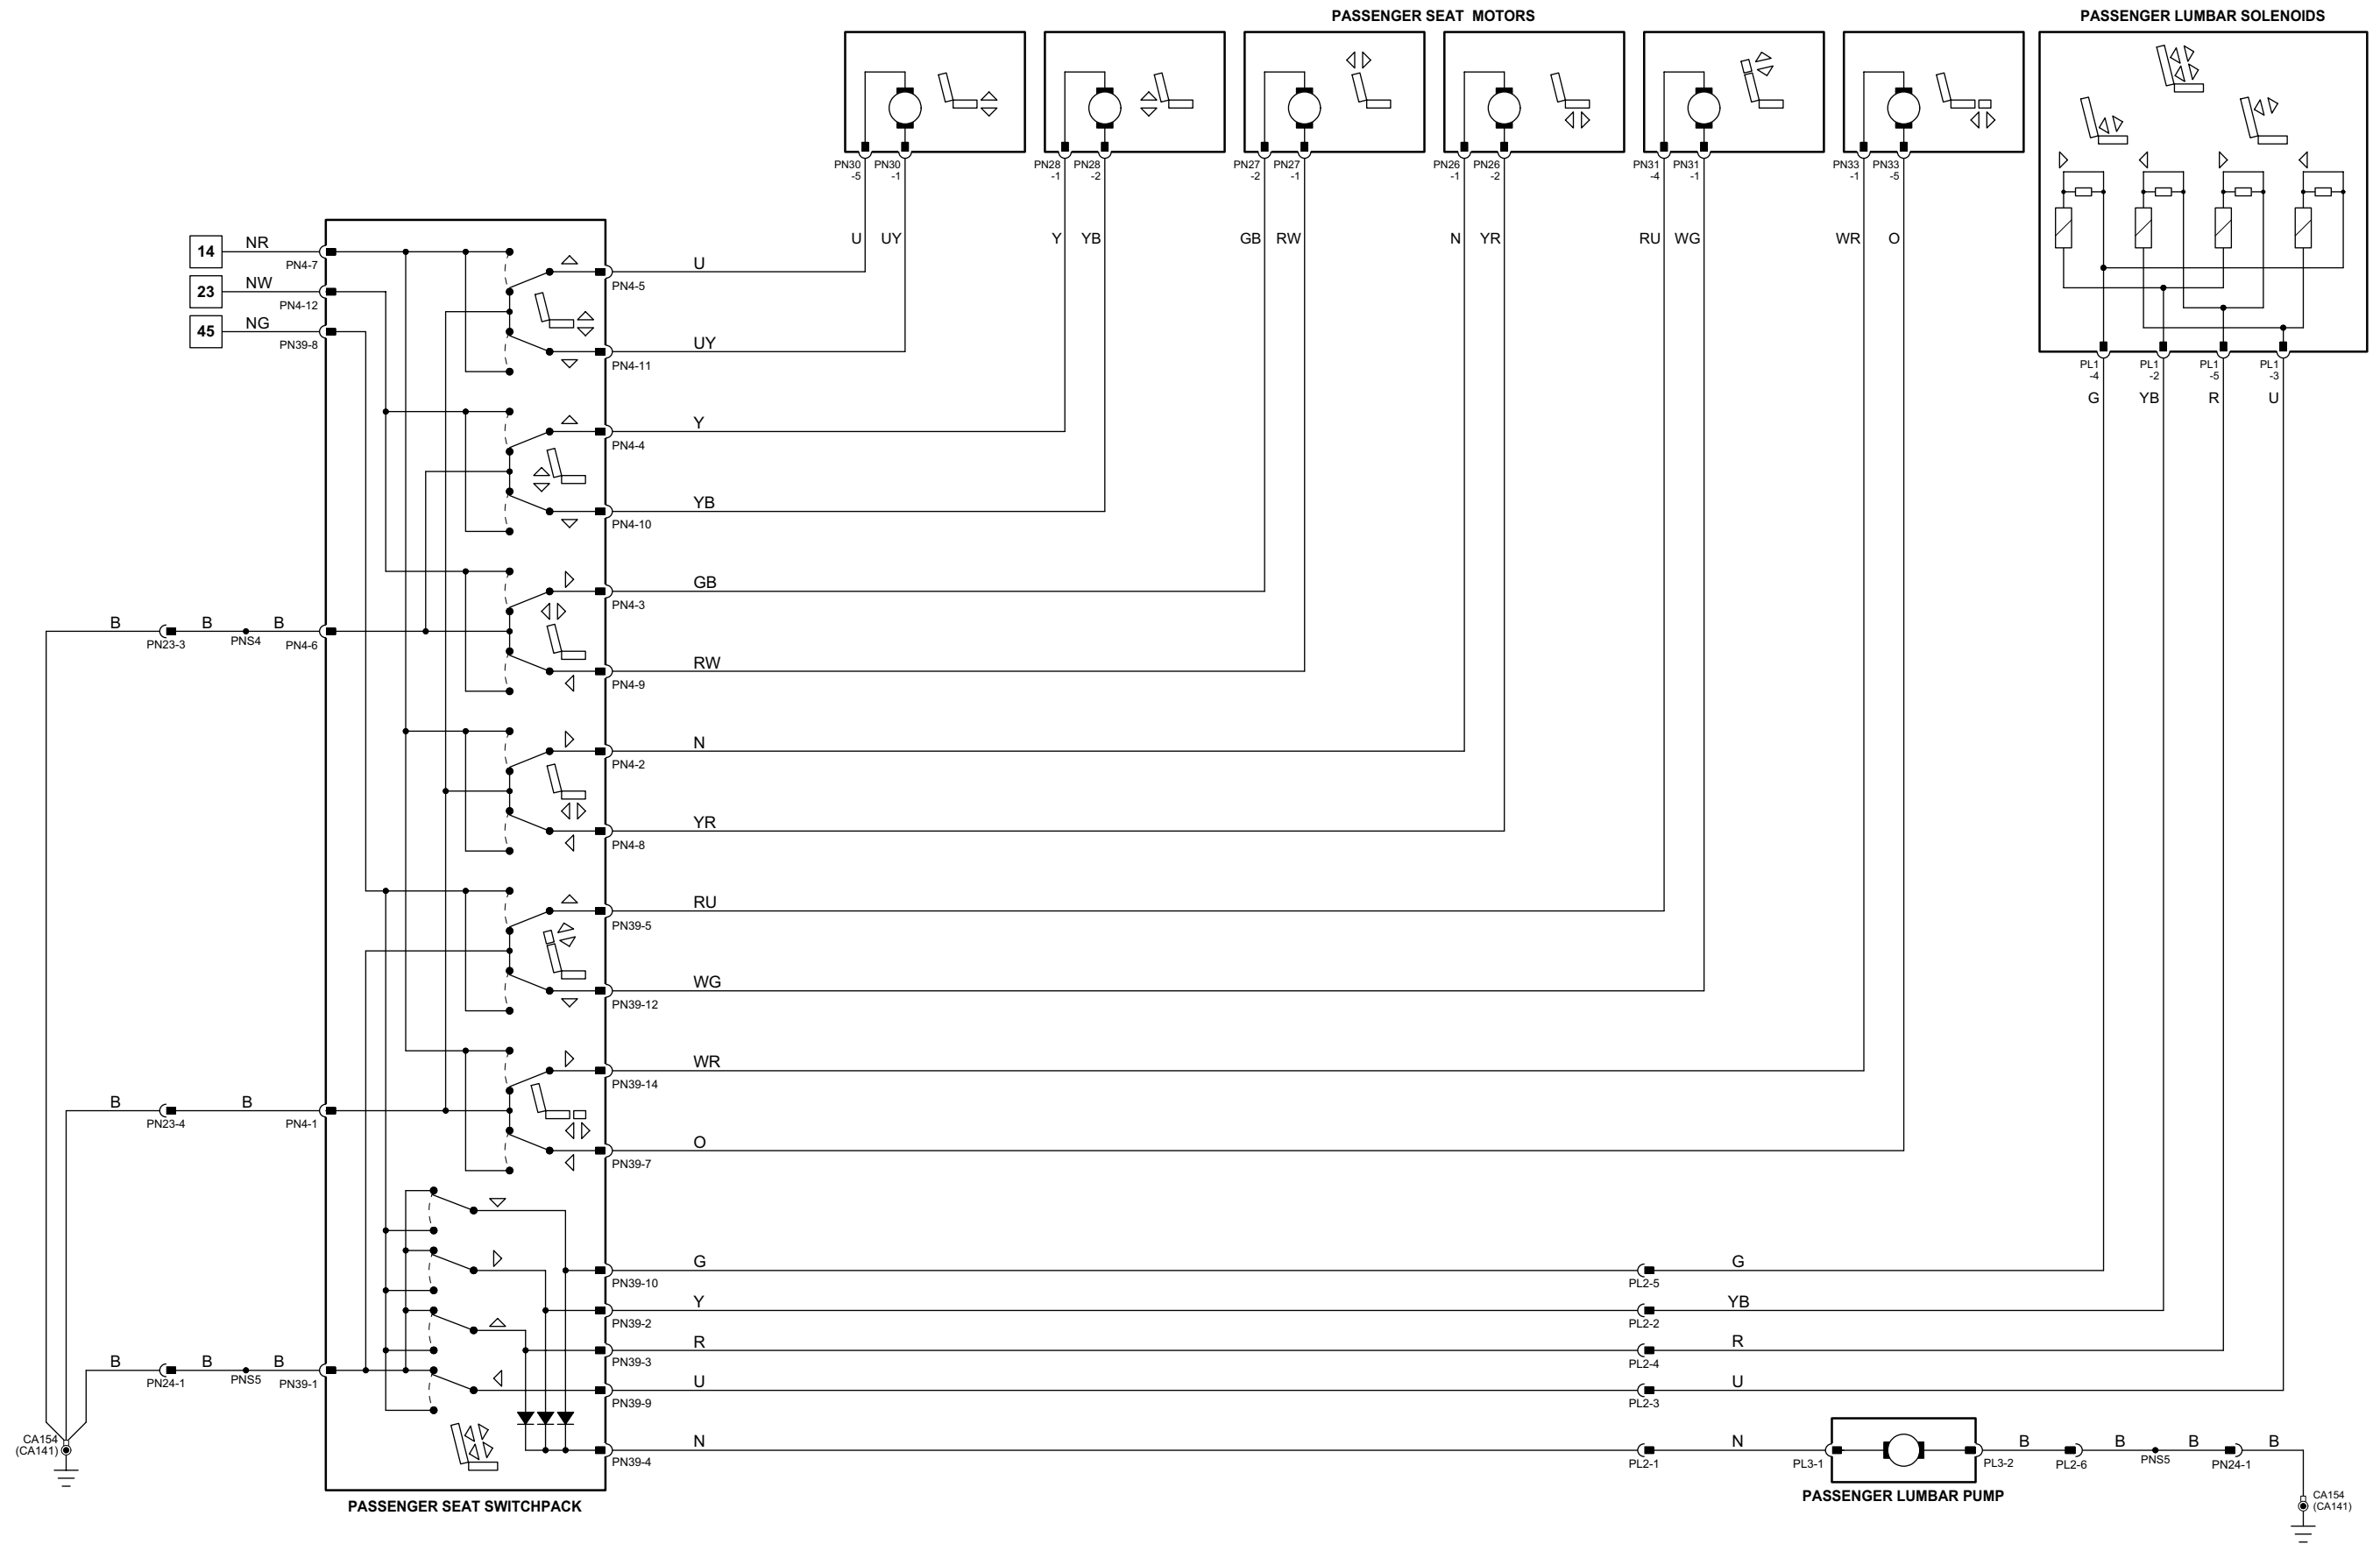 PASSENGER SEAT MOTORS
PASSENGER LUMBAR SOLENOIDS
PN30 -5
PN30 -1
PN28 -1
PN28 -2
PN27 -2
PN27 -1
PN26 -1
PN26 -2
PN31 -4
PN31 -1
PN33 -1
PN33 -5
U UY Y YB GB RW N YR RU WG WR O
14 NR PN4-7
23 NW PN4-12
45 NG PN39-8
PL1 -4
PL1 -2
PL1 -5
PL1 -3
G YB R U
U
PN4-5
UY
PN4-11
Y
PN4-4
YB
PN4-10
GB
PN4-3
B B B
PN23-3 PNS4 PN4-6
RW
PN4-9
N
PN4-2
YR
PN4-8
RU
PN39-5
WG
PN39-12
WR
PN39-14
B B
PN23-4 PN4-1
O
PN39-7
G G
PN39-10 PL2-5
Y YB
PN39-2 PL2-2
R R
PN39-3 PL2-4
B B B
PN24-1 PNS5 PN39-1
U U
PN39-9 PL2-3
N N
PN39-4 PL2-1 PL3-1
B B B B
PL3-2 PL2-6 PNS5 PN24-1
CA154
(CA141)
PASSENGER SEAT SWITCHPACK
PASSENGER LUMBAR PUMP
CA154
(CA141)